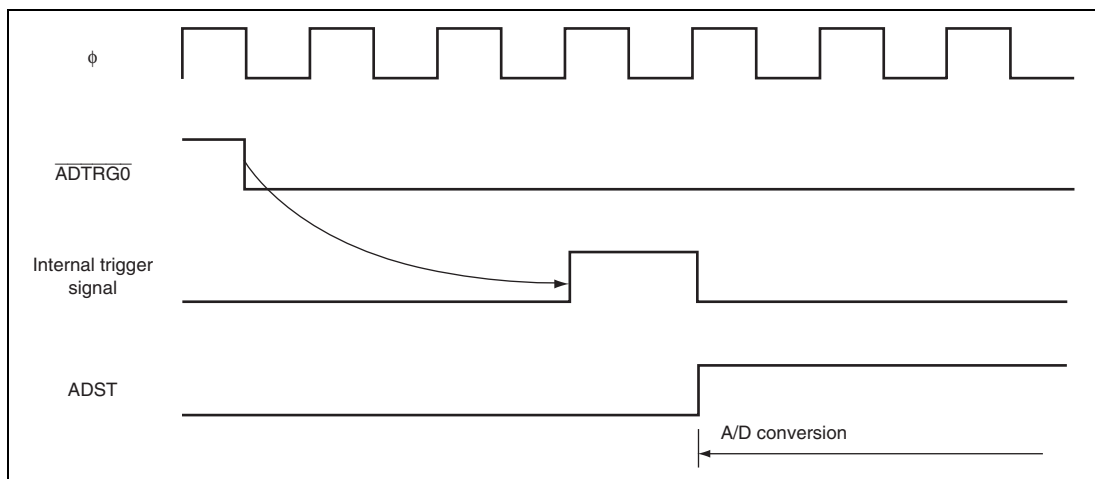 ϕ
ADTRG0
Internal trigger
signal
ADST
A/D conversion